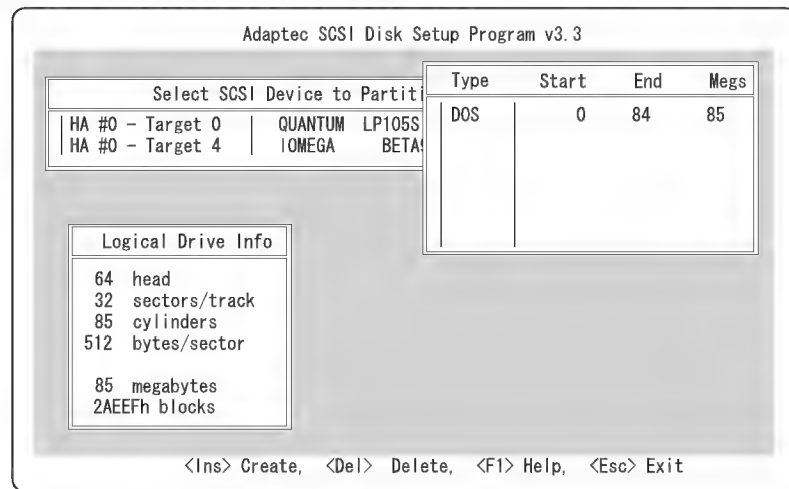 Adaptec SCSI Disk Setup Program v3.3
Select SCSI Device to
HA #0 - Target 0 QUANTUM LP105S
HA #0 - Target 4 IOMEGA
Type Start End Megs
DOS 0 84 85
Logical Drive Info
64 head
32 sectors/track
85 cylinders
512 bytes/sector
85 megabytes
2AEEFh blocks
<Ins> Create, <Del> Delete, <F1> Help, <Esc> Exit